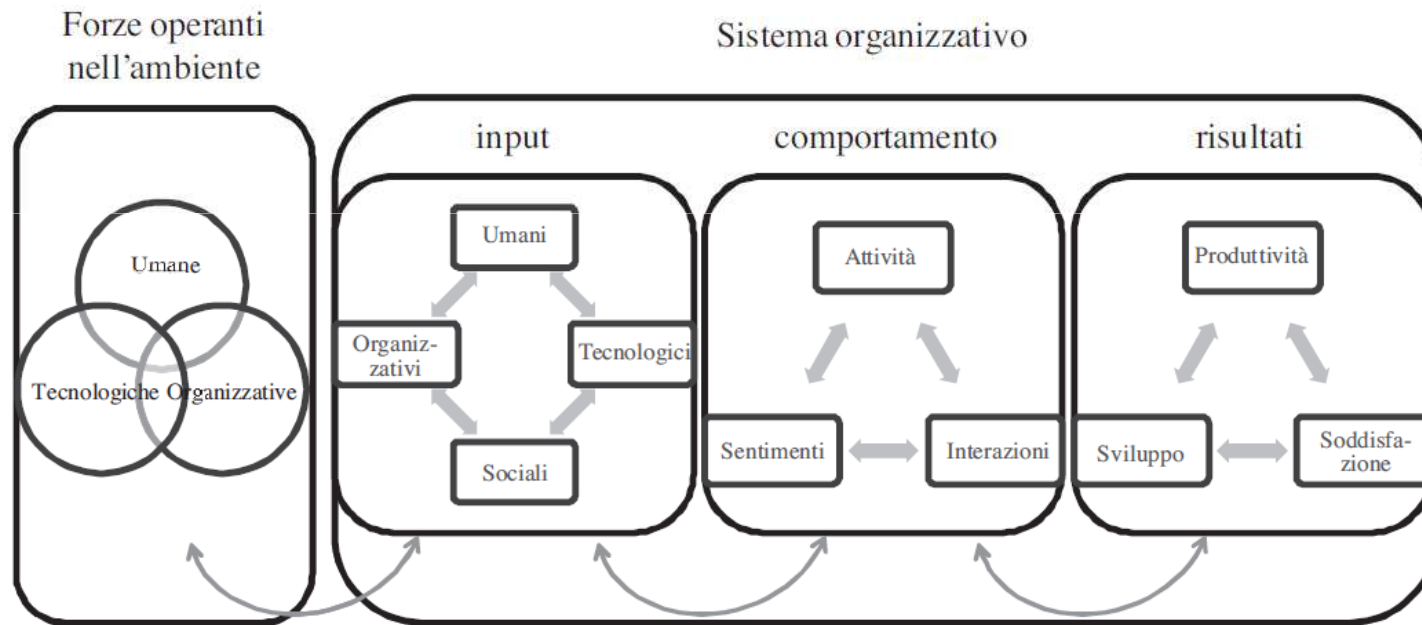 Forze operanti
nell'ambiente
Sistema organizzativo
input
comportamento
risultati
Umane
Tecnologiche Organizzative
Umani
Organiz-
zativi
Tecnologici
Sociali
Attività
Sentimenti
Interazioni
Produttività
Sviluppo
Soddisfa-
zione